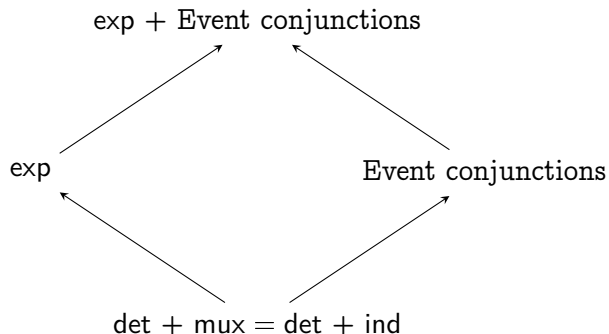 exp + Event conjunctions
exp
Event conjunctions
det + mux = det + ind